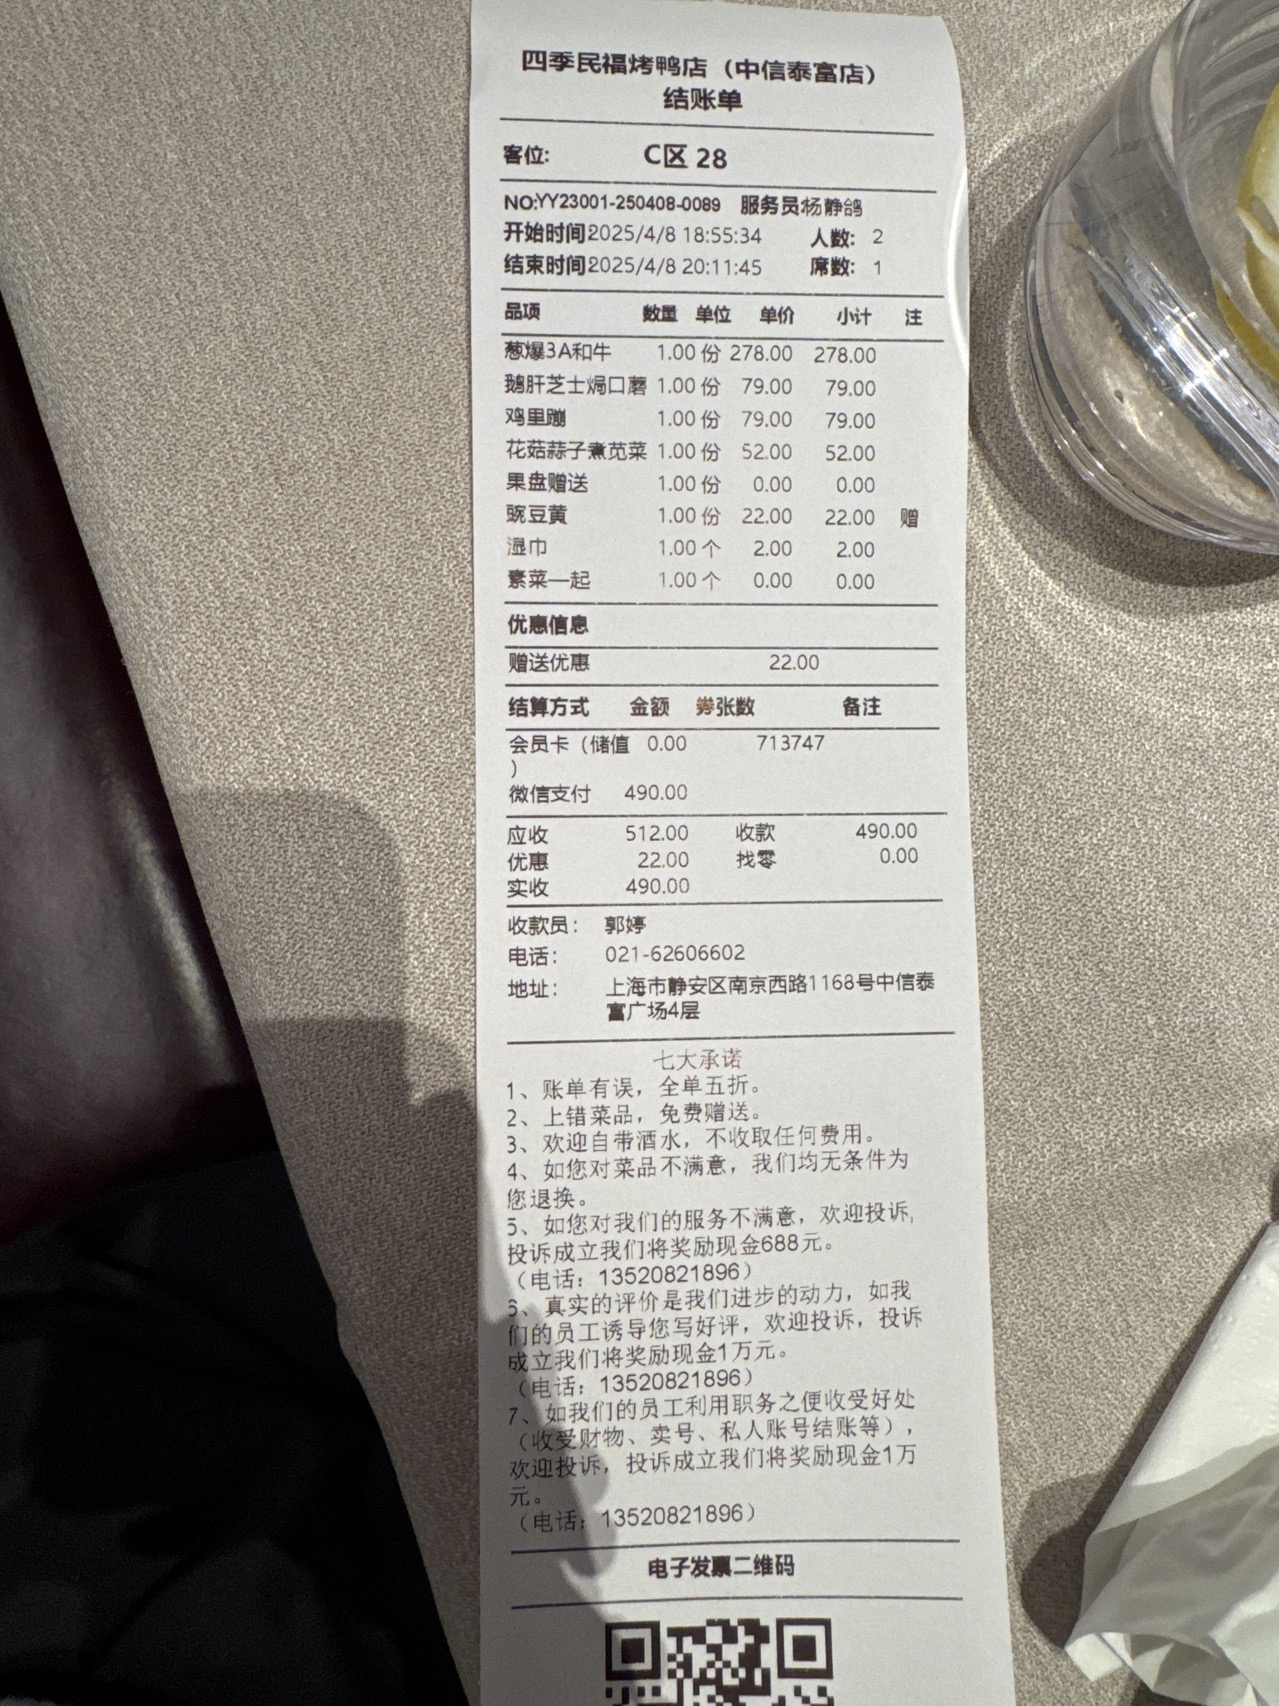 四季民福烤鸭店（中信泰富店）
结账单
客位: C区 28
NO:YY23001-250408-0089 服务员:杨静鸽
开始时间2025/4/8 18:55:34 人数: 2
结束时间2025/4/8 20:11:45 席数: 1
品项 数量 单位 单价 小计 注
葱爆3A和牛 1.00 份 278.00 278.00
鹅肝芝士焗口蘑 1.00 份 79.00 79.00
鸡里蹦 1.00 份 79.00 79.00
花菇蒜子煮苋菜 1.00 份 52.00 52.00
果盘赠送 1.00 份 0.00 0.00
豌豆黄 1.00 份 22.00 22.00 赠
湿巾 1.00 个 2.00 2.00
素菜一起 1.00 个 0.00 0.00
优惠信息
赠送优惠 22.00
结算方式 金额 券张数 备注
会员卡（储值 0.00 713747
）
微信支付 490.00
应收 512.00 收款 490.00
优惠 22.00 找零 0.00
实收 490.00
收款员: 郭婷
电话: 021-62606602
地址: 上海市静安区南京西路1168号中信泰
富广场4层
七大承诺
1、账单有误，全单五折。
2、上错菜品，免费赠送。
3、欢迎自带酒水，不收取任何费用。
4、如您对菜品不满意，我们均无条件为
您退换。
5、如您对我们的服务不满意，欢迎投诉,
投诉成立我们将奖励现金688元。
（电话：13520821896）
6、真实的评价是我们进步的动力，如我
们的员工诱导您写好评，欢迎投诉，投诉
成立我们将奖励现金1万元。
（电话：13520821896）
7、如我们的员工利用职务之便收受好处
（收受财物、卖号、私人账号结账等），
欢迎投诉，投诉成立我们将奖励现金1万
元。
（电话：13520821896）
电子发票二维码